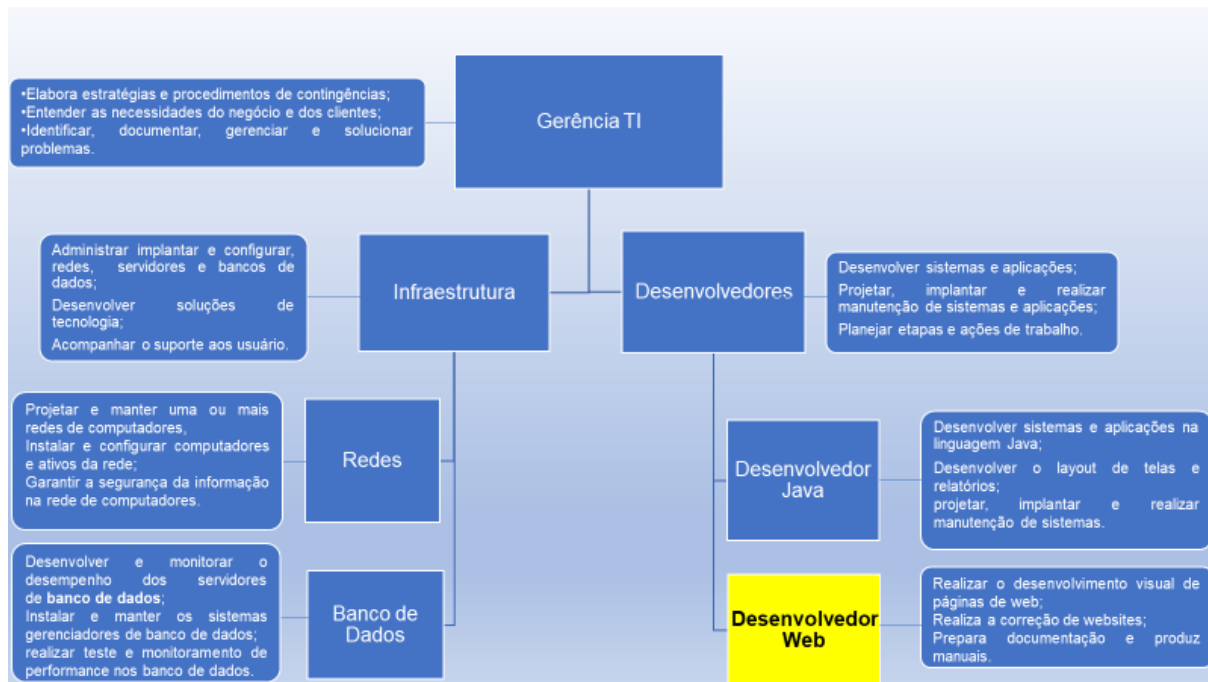 •Elabora estratégias e procedimentos de contingências;
•Entender as necessidades do negócio e dos clientes;
•Identificar, documentar, gerenciar e solucionar
problemas.
Gerência TI
Administrar implantar e configurar,
redes, servidores e bancos de
dados;
Desenvolver soluções de
tecnologia;
Acompanhar o suporte aos usuário.
Infraestrutura
Desenvolvedores
Desenvolver sistemas e aplicações;
Projetar, implantar e realizar
manutenção de sistemas e aplicações;
Planejar etapas e ações de trabalho.
Projetar e manter uma ou mais
redes de computadores,
Instalar e configurar computadores
e ativos da rede;
Garantir a segurança da informação
na rede de computadores.
Redes
Desenvolvedor
Java
Desenvolver sistemas e aplicações na
linguagem Java;
Desenvolver o layout de telas e
relatórios;
projetar, implantar e realizar
manutenção de sistemas.
Desenvolver e monitorar o
desempenho dos servidores
de banco de dados;
Instalar e manter os sistemas
gerenciadores de banco de dados;
realizar teste e monitoramento de
performance nos banco de dados.
Banco de
Dados
Desenvolvedor
Web
Realizar o desenvolvimento visual de
páginas de web;
Realiza a correção de websites;
Prepara documentação e produz
manuais.